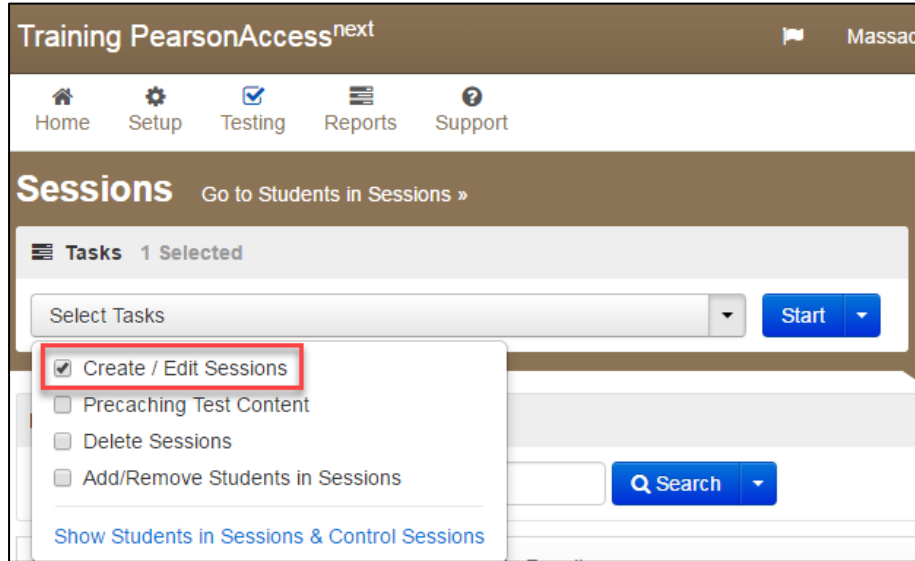 Training PearsonAccessnext
Massac
Home Setup Testing Reports Support
Sessions Go to Students in Sessions »
Tasks 1 Selected
Select Tasks
Start
Create / Edit Sessions
Precaching Test Content
Delete Sessions
Add/Remove Students in Sessions
Search
Show Students in Sessions & Control Sessions